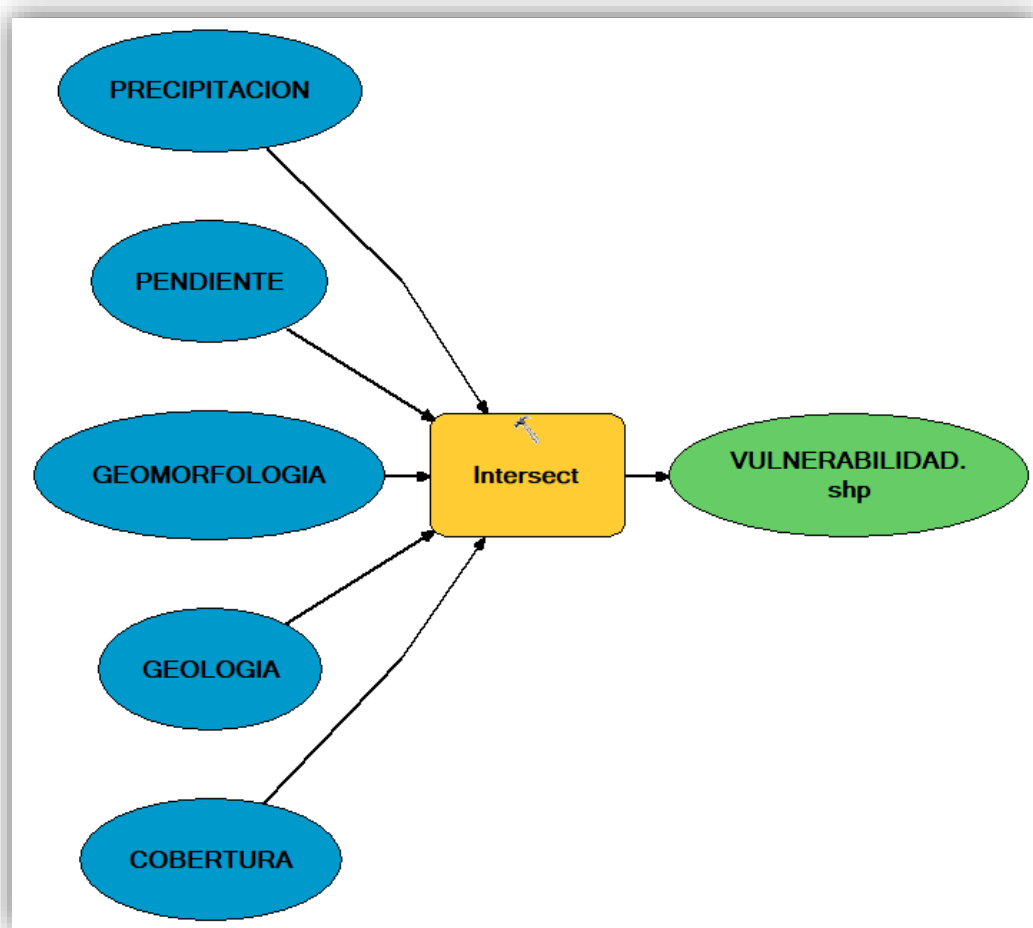 PRECIPITACION
PENDIENTE
GEOMORFOLOGIA
Intersect
VULNERABILIDAD.
shp
GEOLOGIA
COBERTURA